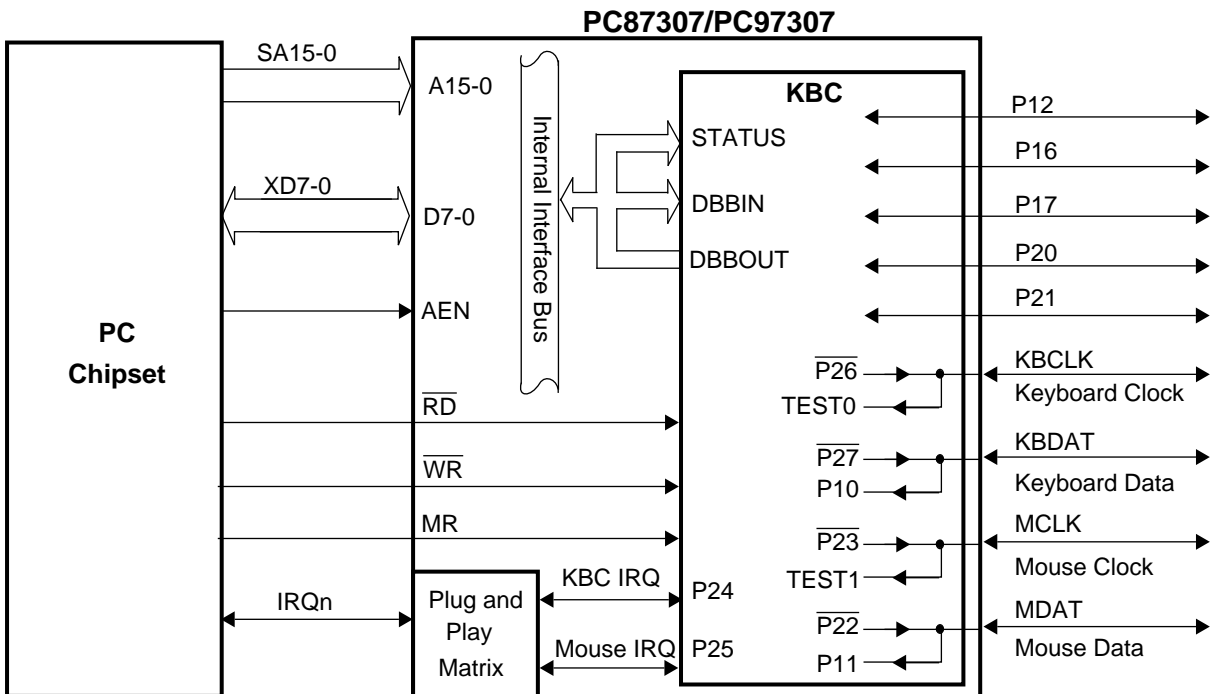 PC87307/PC97307
SA15-0
A15-0
XD7-0
D7-0
AEN
PC
Chipset
RD
WR
MR
IRQn
Plug and
Play
Matrix
KBC IRQ
Mouse IRQ
Internal Interface Bus
KBC
STATUS
DBBIN
DBBOUT
P24
P25
P26
TEST0
P27
P10
P23
TEST1
P22
P11
P12
P16
P17
P20
P21
KBCLK
Keyboard Clock
KBDAT
Keyboard Data
MCLK
Mouse Clock
MDAT
Mouse Data